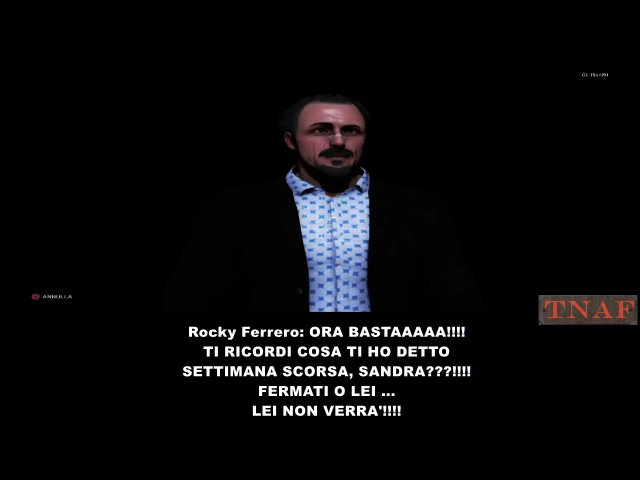 ANNULLA
TNAF
Rocky Ferrero: ORA BASTAAAAA!!!!
TI RICORDI COSA TI HO DETTO
SETTIMANA SCORSA, SANDRA???!!!!
FERMATI O LEI ...
LEI NON VERRA'!!!!